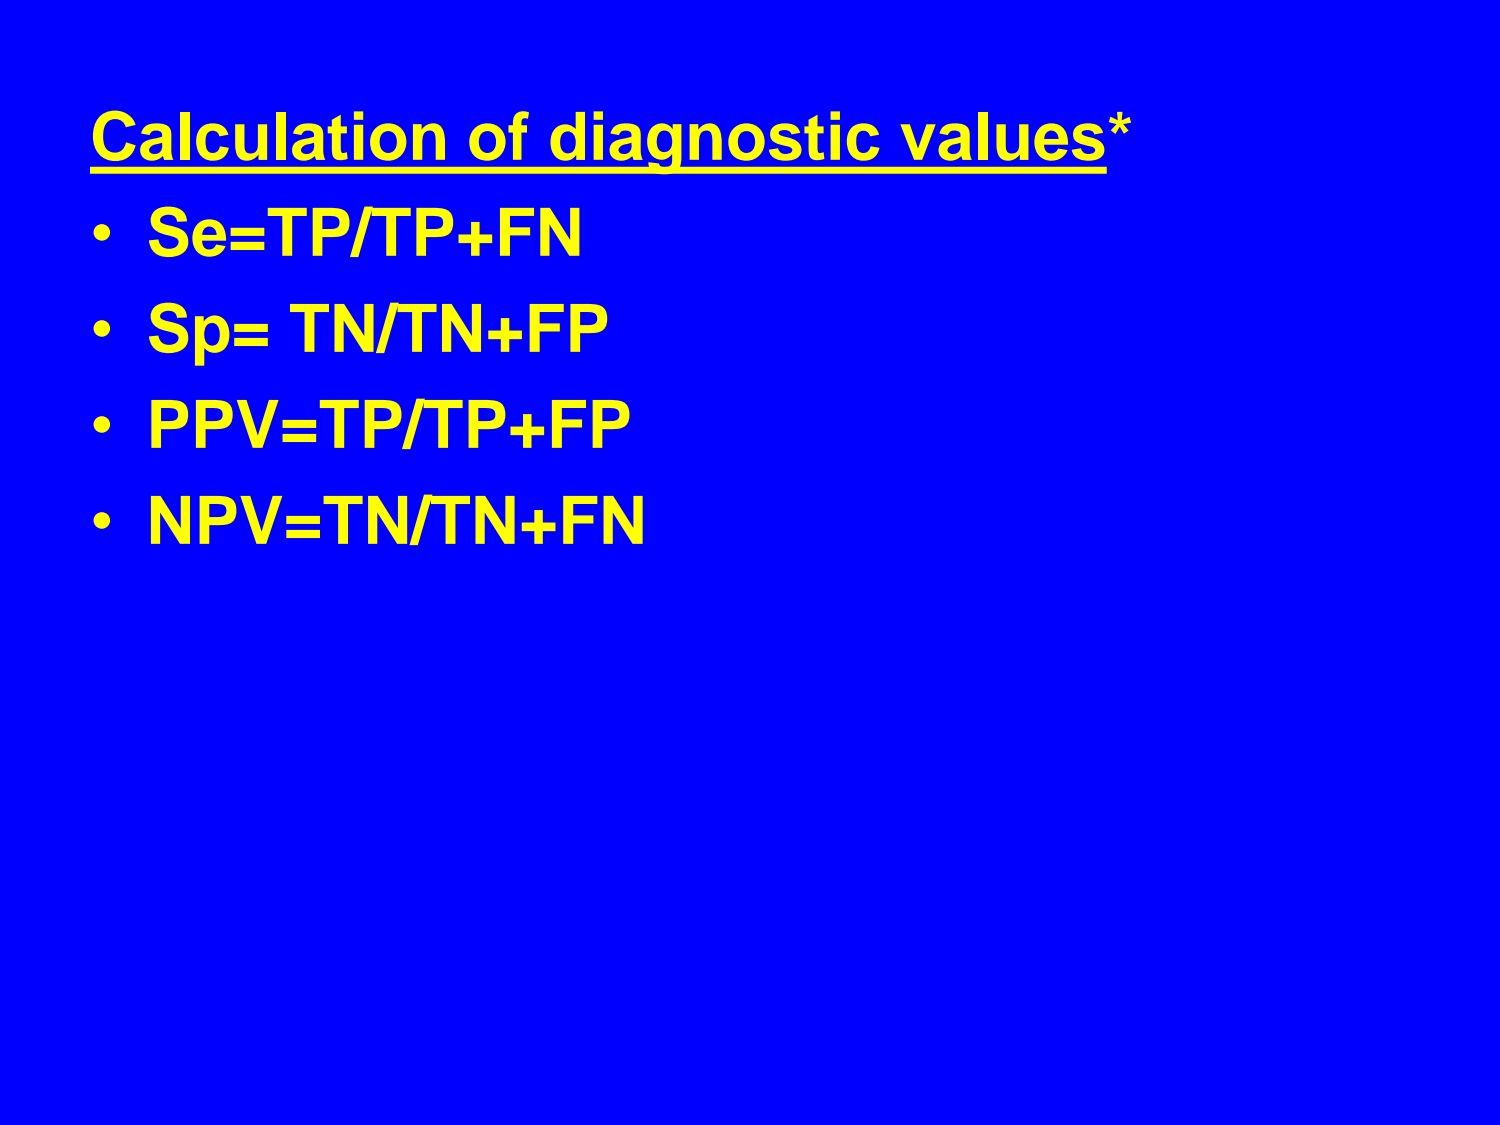 Calculation of diagnostic values*
• Se=TP/TP+FN
• Sp= TN/TN+FP
• PPV=TP/TP+FP
• NPV=TN/TN+FN